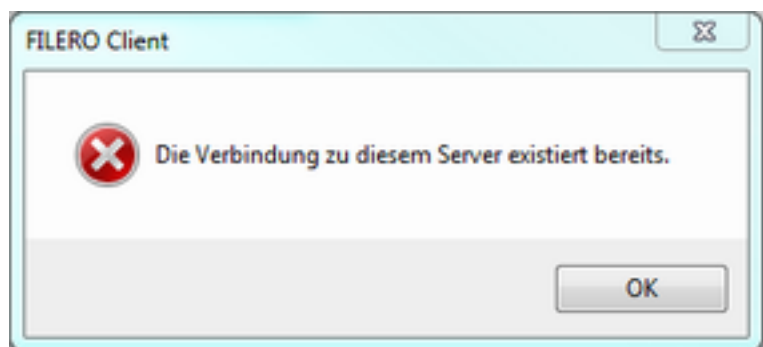 FILERO Client
Die Verbindung zu diesem Server existiert bereits.
OK